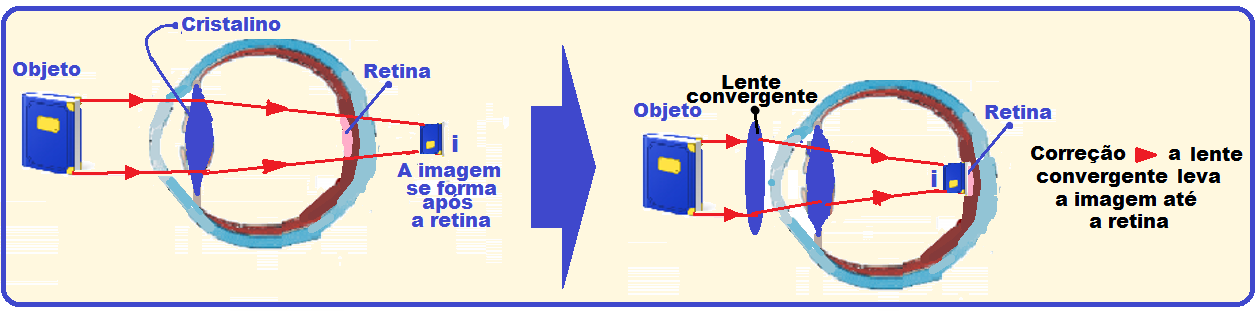 Cristalino
Objeto
Retina
i
A imagem
se forma
após
a retina
Lente
convergente
Objeto
Retina
i
Correção a lente
convergente leva
a imagem até
a retina